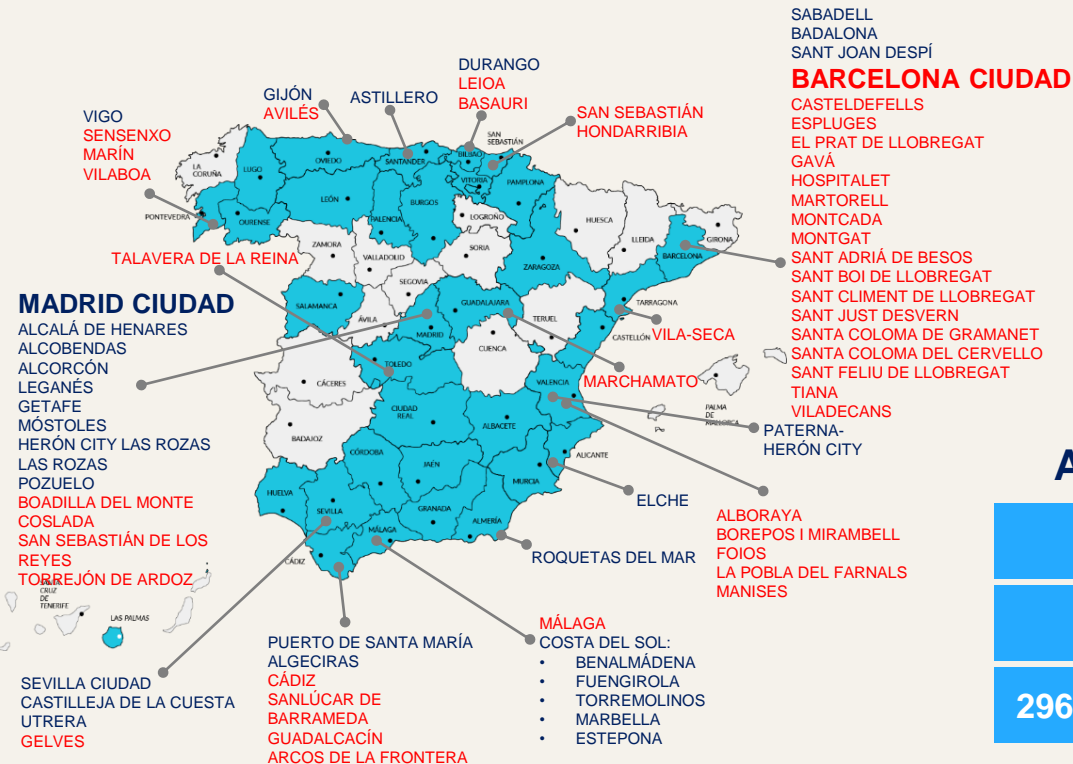 SABADELL
BADALONA
SANT JOAN DESPÍ
BARCELONA CIUDAD
CASTELDEFELLS
ESPLUGES
EL PRAT DE LLOBREGAT
GAVÁ
HOSPITALET
MARTORELL
MONTCADA
MONTGAT
SANT ADRIÁ DE BESOS
SANT BOI DE LLOBREGAT
SANT CLIMENT DE LLOBREGAT
SANT JUST DESVERN
SANTA COLOMA DE GRAMANET
SANTA COLOMA DEL CERVELLO
SANT FELIU DE LLOBREGAT
TIANA
VILADECANS
DURANGO
LEIOA
BASAURI
GIJÓN
AVILÉS
ASTILLERO
SAN SEBASTIÁN
HONDARRIBIA
VIGO
SENSENXO
MARÍN
VILABOA
TALAVERA DE LA REINA
MADRID CIUDAD
ALCALÁ DE HENARES
ALCOBENDAS
ALCORCÓN
LEGANÉS
GETAFE
MÓSTOLES
HERÓN CITY LAS ROZAS
LAS ROZAS
POZUELO
BOADILLA DEL MONTE
COSLADA
SAN SEBASTIÁN DE LOS
REYES
TORREJÓN DE ARDOZ
LA
CORUÑA
LUGO
PONTEVEDRA
OURENSE
OVIEDO
SANTANDER
BILBAO
SAN
SEBASTIÁN
VITORIA
PAMPLONA
LEÓN
PALENCIA
BURGOS
LOGROÑO
HUESCA
LLEIDA
GIRONA
BARCELONA
ZAMORA
VALLADOLID
SORIA
ZARAGOZA
TARRAGONA
SEGOVIA
SALAMANCA
ÁVILA
MADRID
GUADALAJARA
TERUEL
CASTELLÓN
CUENCA
TOLEDO
CÁCERES
VALENCIA
CIUDAD
REAL
ALBACETE
BADAJOZ
ALICANTE
CÓRDOBA
JAÉN
MURCIA
HUELVA
SEVILLA
GRANADA
ALMERÍA
MÁLAGA
CÁDIZ
PALMA
DE
MALLORCA
CRUZ
DE
TENERIFE
LAS PALMAS
VILA-SECA
MARCHAMATO
PATERNA-
HERÓN CITY
ELCHE
ALBORAYA
BOREPOS I MIRAMBELL
FOIOS
LA POBLA DEL FARNALS
MANISES
ROQUETAS DEL MAR
MÁLAGA
COSTA DEL SOL:
• BENALMÁDENA
• FUENGIROLA
• TORREMOLINOS
• MARBELLA
• ESTEPONA
PUERTO DE SANTA MARÍA
ALGECIRAS
CÁDIZ
SANLÚCAR DE
BARRAMEDA
GUADALCACÍN
ARCOS DE LA FRONTERA
SEVILLA CIUDAD
CASTILLEJA DE LA CUESTA
UTRERA
GELVES
A
296